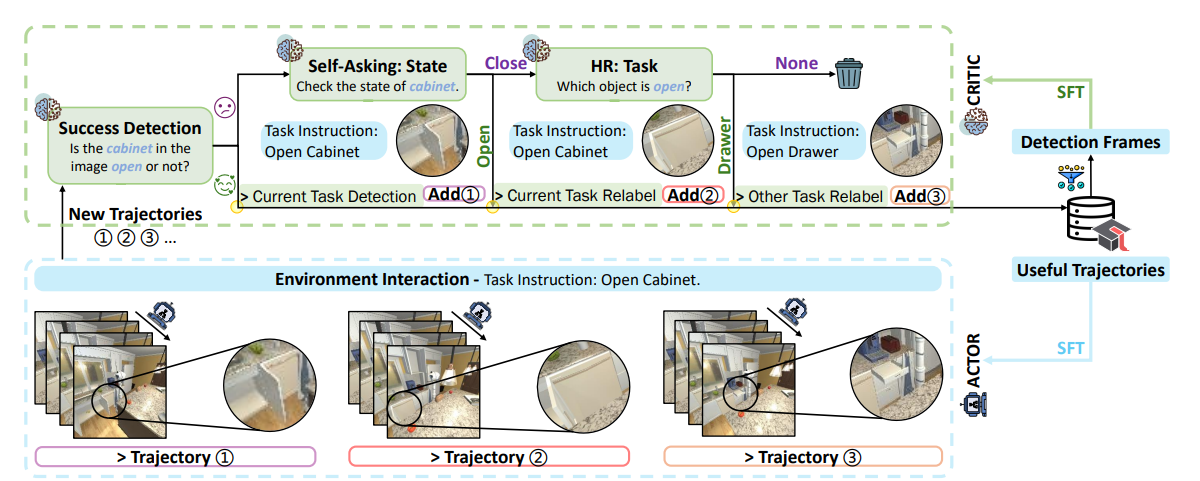 Self-Asking: State
Check the state of cabinet.
Close
HR: Task
Which object is open?
None
CRITIC
SFT
Success Detection
Is the cabinet in the
image open or not?
Task Instruction:
Open Cabinet
Open
Task Instruction:
Open Cabinet
Drawer
Task Instruction:
Open Drawer
Detection Frames
> Current Task Detection
Add①
> Current Task Relabel
Add②
> Other Task Relabel
Add③
New Trajectories
① ② ③ ...
Useful Trajectories
Environment Interaction - Task Instruction: Open Cabinet.
ACTOR
SFT
> Trajectory ①
> Trajectory ②
> Trajectory ③